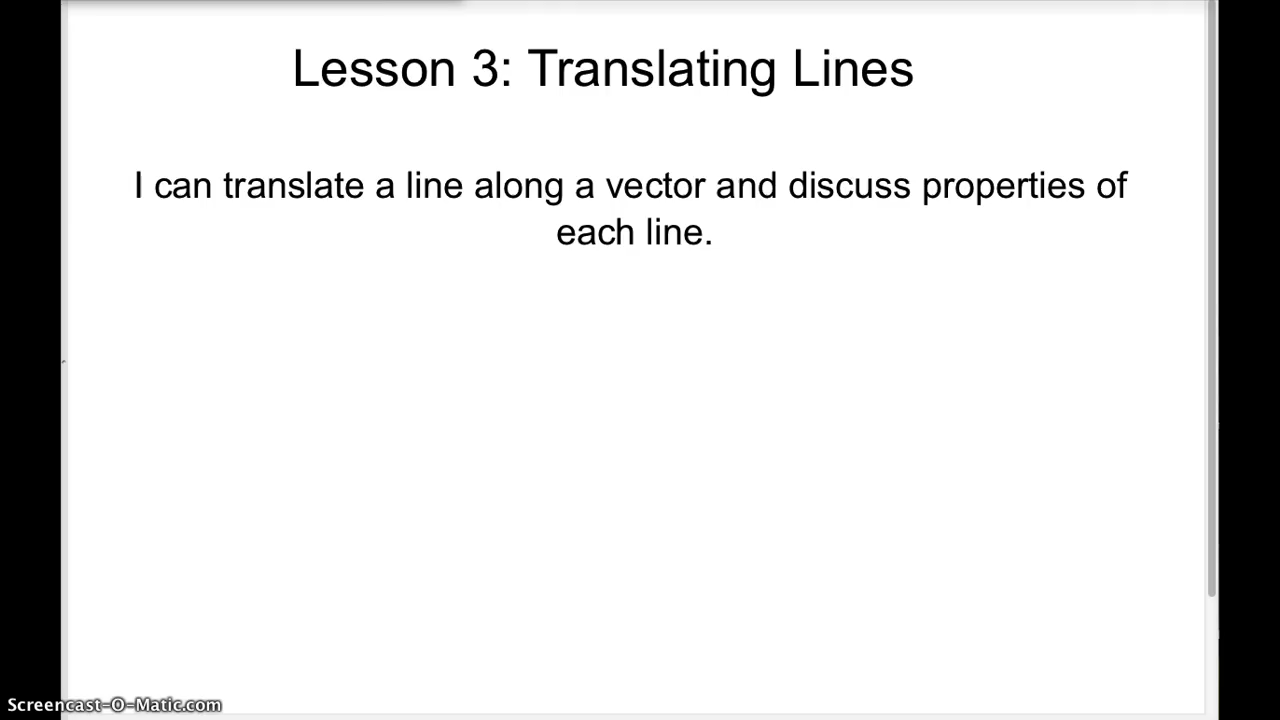 Lesson 3: Translating Lines
I can translate a line along a vector and discuss properties of
each line.
Screencast-O-Matic.com